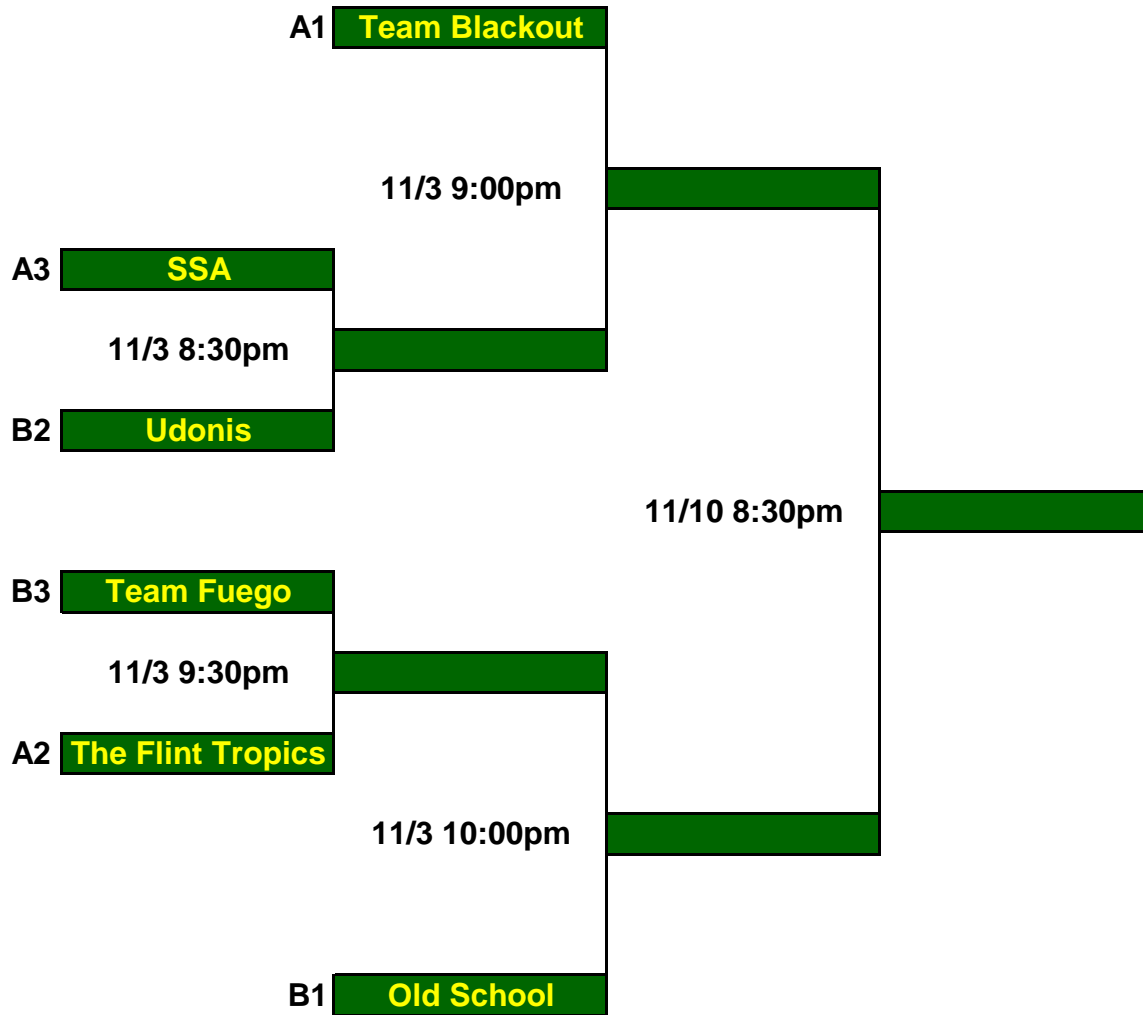 A1 Team Blackout
11/3 9:00pm
A3 SSA
11/3 8:30pm
B2 Udonis
11/10 8:30pm
B3 Team Fuego
11/3 9:30pm
A2 The Flint Tropics
11/3 10:00pm
B1 Old School